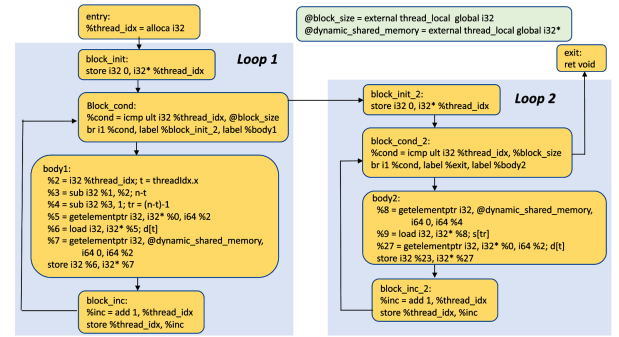 entry:
%thread_idx = alloca i32
@block_size = external thread_local global i32
@dynamic_shared_memory = external thread_local global i32*
exit:
ret void
Loop 1
block_init:
store i32 0, i32* %thread_idx
Block_cond:
%cond = icmp ult i32 %thread_idx, @block_size
br i1 %cond, label %block_init_2, label %body1
body1:
%2 = i32 %thread_idx; t = threadIdx.x
%3 = sub i32 %1, %2; n-t
%4 = sub i32 %3, 1; tr = (n-t)-1
%5 = getelementptr i32, i32* %0, i64 %2
%6 = load i32, i32* %5; d[t]
%7 = getelementptr i32, @dynamic_shared_memory,
i64 0, i64 %2
store i32 %6, i32* %7
block_inc:
%inc = add 1, %thread_idx
store %thread_idx, %inc
Loop 2
block_init_2:
store i32 0, i32* %thread_idx
block_cond_2:
%cond = icmp ult i32 %thread_idx, %block_size
br i1 %cond, label %exit, label %body2
body2:
%8 = getelementptr i32, @dynamic_shared_memory,
i64 0, i64 %4
%9 = load i32, i32* %8; s[tr]
%27 = getelementptr i32, i32* %0, i64 %2; d[t]
store i32 %23, i32* %27
block_inc_2:
%inc = add 1, %thread_idx
store %thread_idx, %inc